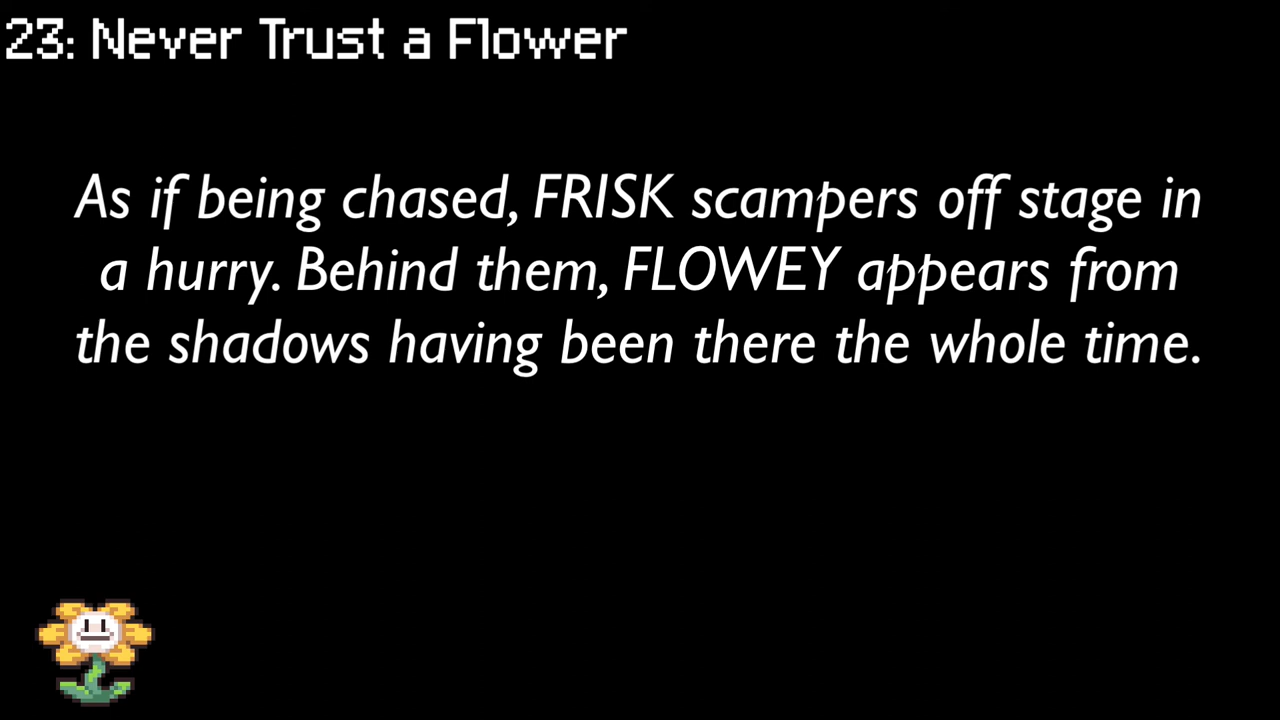 23: Never Trust a Flower
As if being chased, FRISK scampers off stage in
a hurry. Behind them, FLOWEY appears from
the shadows having been there the whole time.